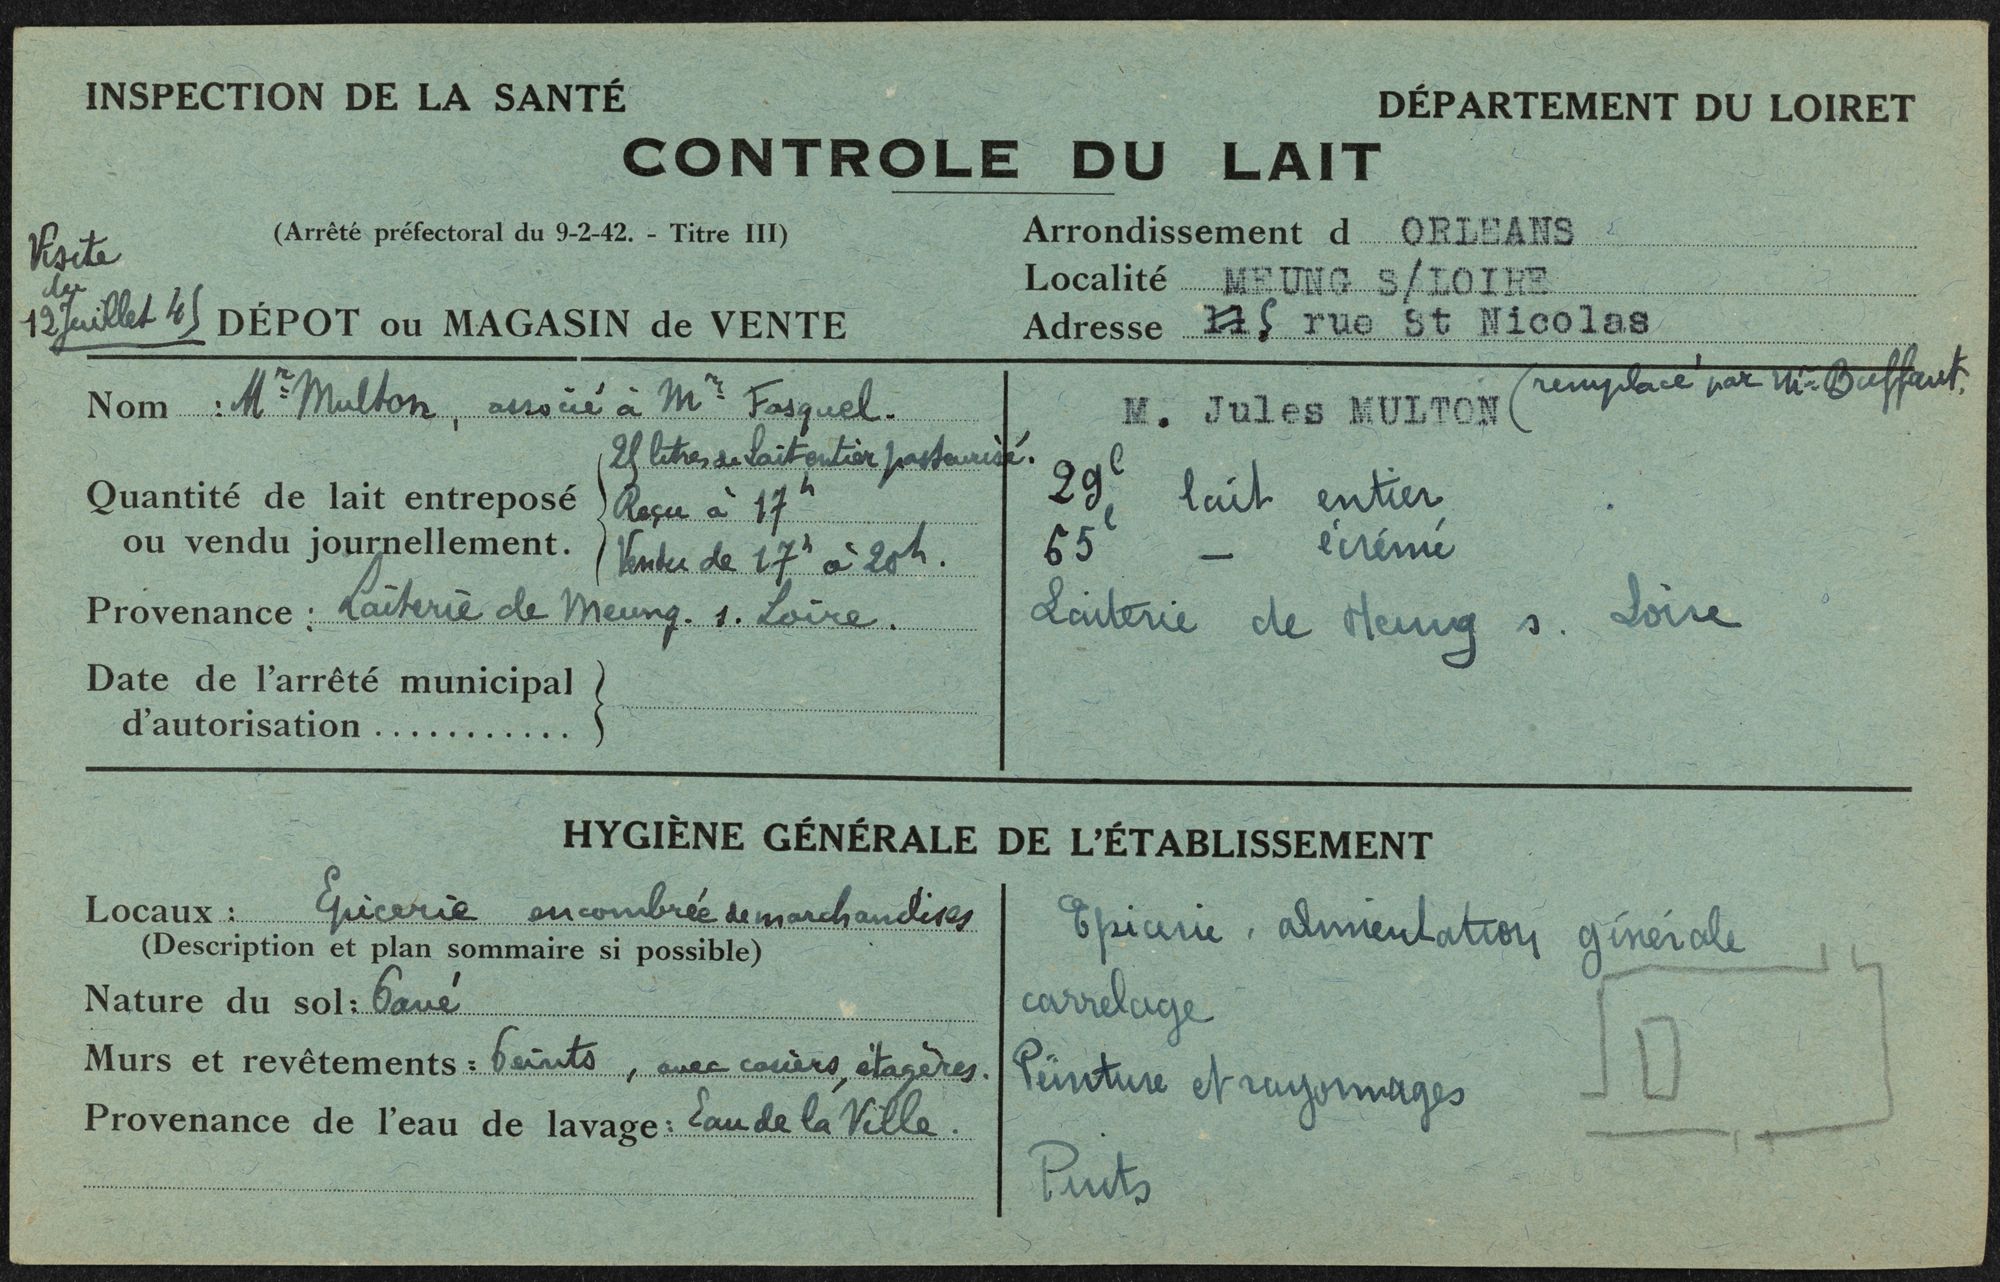 INSPECTION DE LA SANTÉ
DÉPARTEMENT DU LOIRET
CONTROLE DU LAIT
(Arrêté préfectoral du 9-2-42. - Titre III)
Visite
du
12 Juillet 45
DÉPOT ou MAGASIN de VENTE
Arrondissement d ORLEANS
Localité MEUNG S/LOIRE
Adresse 5 rue St Nicolas
Nom : Mr Multon, associé à Mr Fasquel.
Quantité de lait entreposé
ou vendu journellement.
25 litres de lait entier pasteurisé.
Reçu à 17h
Vendu de 17h à 20h.
Provenance : Laiterie de Meung. s. Loire.
Date de l'arrêté municipal
d'autorisation ...........
M. Jules MULTON (remplacé par Mr Buffaut.
29l lait entier
65l — écrémé
Laiterie de Meung s. Loire
HYGIÈNE GÉNÉRALE DE L'ÉTABLISSEMENT
Locaux : Epicerie encombrée de marchandises
(Description et plan sommaire si possible)
Nature du sol : Pavé
Murs et revêtements : Peints, avec casiers, étagères.
Provenance de l'eau de lavage : Eau de la Ville.
Epicerie, alimentation générale
carrelage
Peinture et rayonnages
Puits